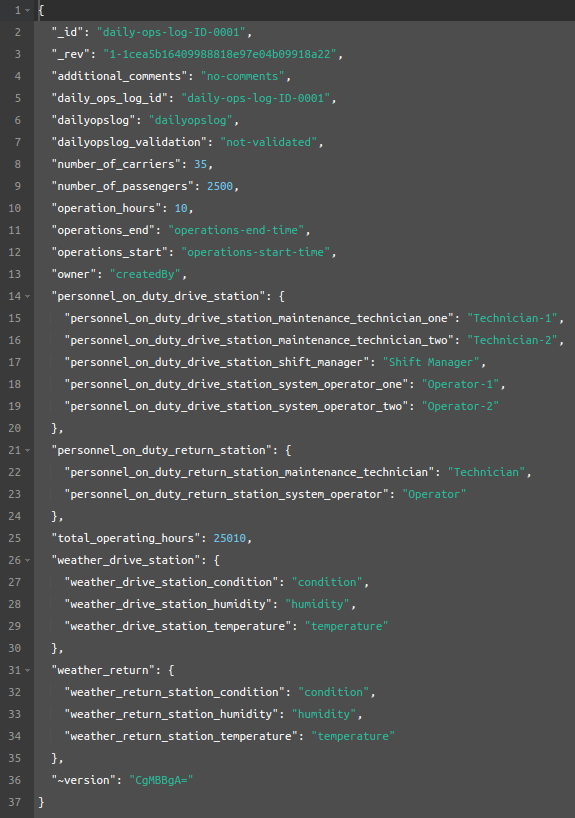 1 {
2 "_id": "daily-ops-log-ID-0001",
3 "_rev": "1-1cea5b16409988818e97e04b09918a22",
4 "additional_comments": "no-comments",
5 "daily_ops_log_id": "daily-ops-log-ID-0001",
6 "dailyopslog": "dailyopslog",
7 "dailyopslog_validation": "not-validated",
8 "number_of_carriers": 35,
9 "number_of_passengers": 2500,
10 "operation_hours": 10,
11 "operations_end": "operations-end-time",
12 "operations_start": "operations-start-time",
13 "owner": "createdBy",
14 "personnel_on_duty_drive_station": {
15 "personnel_on_duty_drive_station_maintenance_technician_one": "Technician-1",
16 "personnel_on_duty_drive_station_maintenance_technician_two": "Technician-2",
17 "personnel_on_duty_drive_station_shift_manager": "Shift Manager",
18 "personnel_on_duty_drive_station_system_operator_one": "Operator-1",
19 "personnel_on_duty_drive_station_system_operator_two": "Operator-2"
20 },
21 "personnel_on_duty_return_station": {
22 "personnel_on_duty_return_station_maintenance_technician": "Technician",
23 "personnel_on_duty_return_station_system_operator": "Operator"
24 },
25 "total_operating_hours": 25010,
26 "weather_drive_station": {
27 "weather_drive_station_condition": "condition",
28 "weather_drive_station_humidity": "humidity",
29 "weather_drive_station_temperature": "temperature"
30 },
31 "weather_return": {
32 "weather_return_station_condition": "condition",
33 "weather_return_station_humidity": "humidity",
34 "weather_return_station_temperature": "temperature"
35 },
36 "~version": "CgMBBgA="
37 }